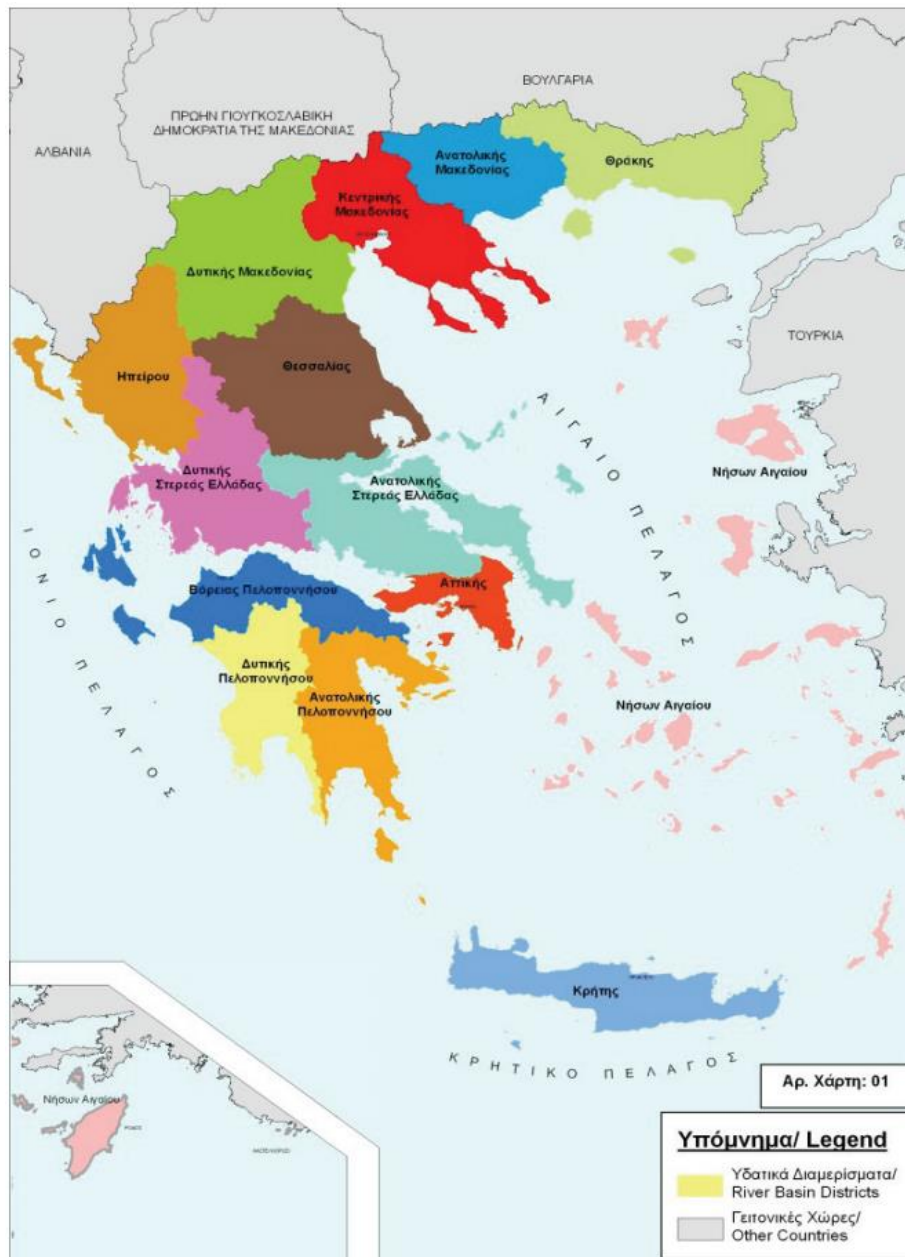 ΒΟΥΛΓΑΡΙΑ
ΠΡΩΗΝ ΓΙΟΥΓΚΟΣΛΑΒΙΚΗ
ΔΗΜΟΚΡΑΤΙΑ ΤΗΣ ΜΑΚΕΔΟΝΙΑΣ
ΑΛΒΑΝΙΑ
Ανατολικής
Μακεδονίας
Θράκης
Κεντρικής
Μακεδονίας
Δυτικής Μακεδονίας
ΤΟΥΡΚΙΑ
Ηπείρου
Θεσσαλίας
ΑΙΓΑΙΟ ΠΕΛΑΓΟΣ
Νήσων Αιγαίου
Δυτικής
Στερεάς Ελλάδας
Ανατολικής
Στερεάς Ελλάδας
ΙΟΝΙΟ ΠΕΛΑΓΟΣ
Βόρειας Πελοποννήσου
Αττικής
Δυτικής
Πελοποννήσου
Ανατολικής
Πελοποννήσου
Νήσων Αιγαίου
Κρήτης
ΚΡΗΤΙΚΟ ΠΕΛΑΓΟΣ
Νήσων Αιγαίου
Αρ. Χάρτη: 01
Υπόμνημα/ Legend
Υδατικά Διαμερίσματα/
River Basin Districts
Γειτονικές Χώρες/
Other Countries